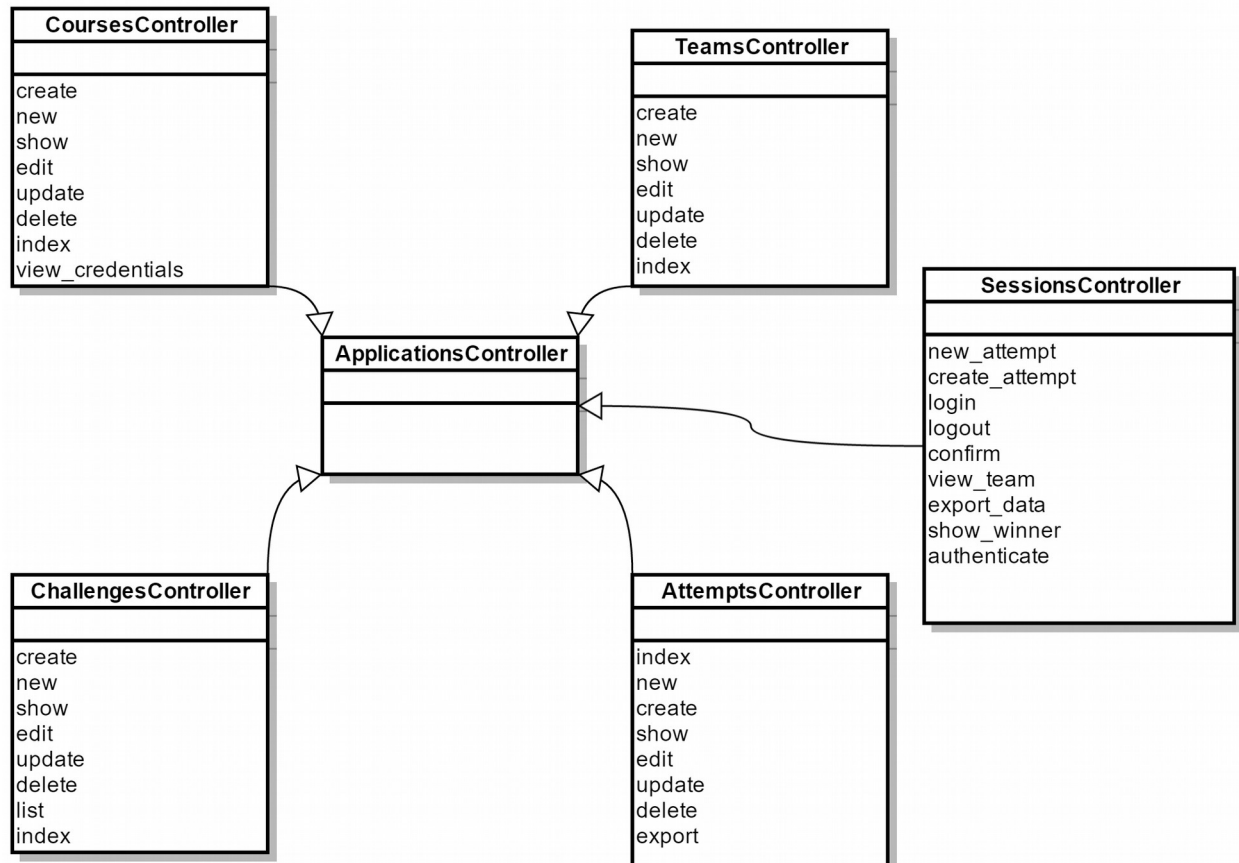 CoursesController
create
new
show
edit
update
delete
index
view_credentials
TeamsController
create
new
show
edit
update
delete
index
SessionsController
new_attempt
create_attempt
login
logout
confirm
view_team
export_data
show_winner
authenticate
ApplicationsController
ChallengesController
create
new
show
edit
update
delete
list
index
AttemptsController
index
new
create
show
edit
update
delete
export